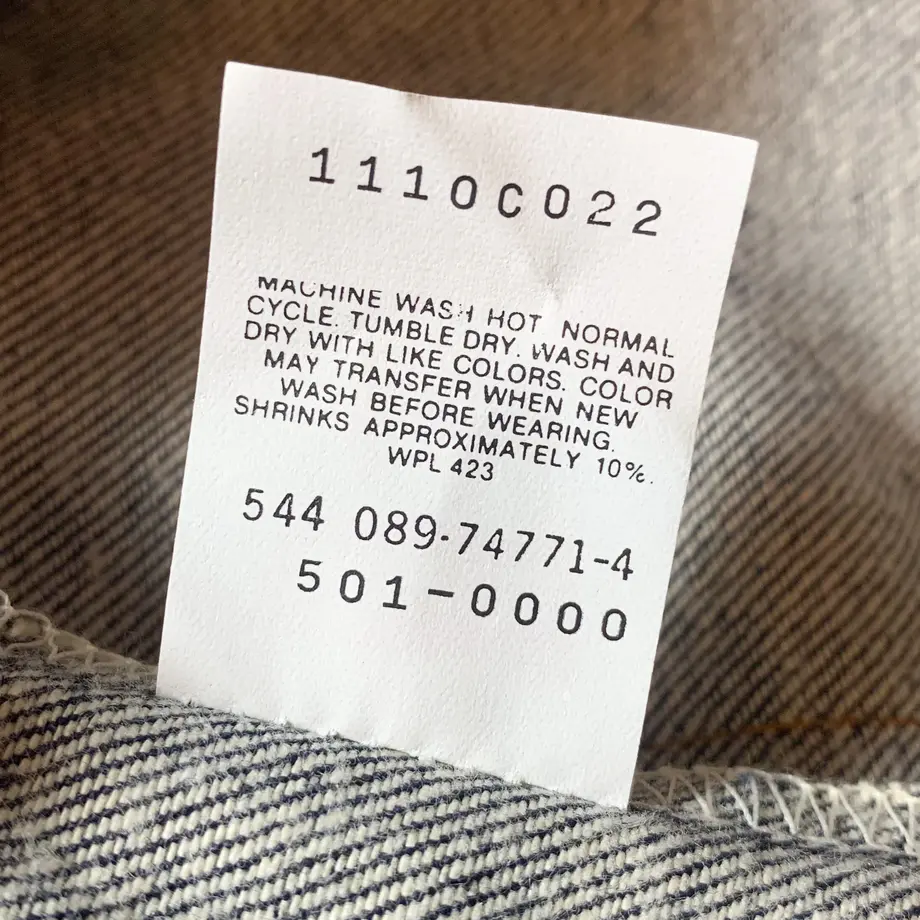 1110C022
MACHINE WASH HOT NORMAL
CYCLE. TUMBLE DRY. WASH AND
DRY WITH LIKE COLORS. COLOR
MAY TRANSFER WHEN NEW
WASH BEFORE WEARING.
SHRINKS APPROXIMATELY 10%.
WPL 423
544 089-74771-4
501-0000